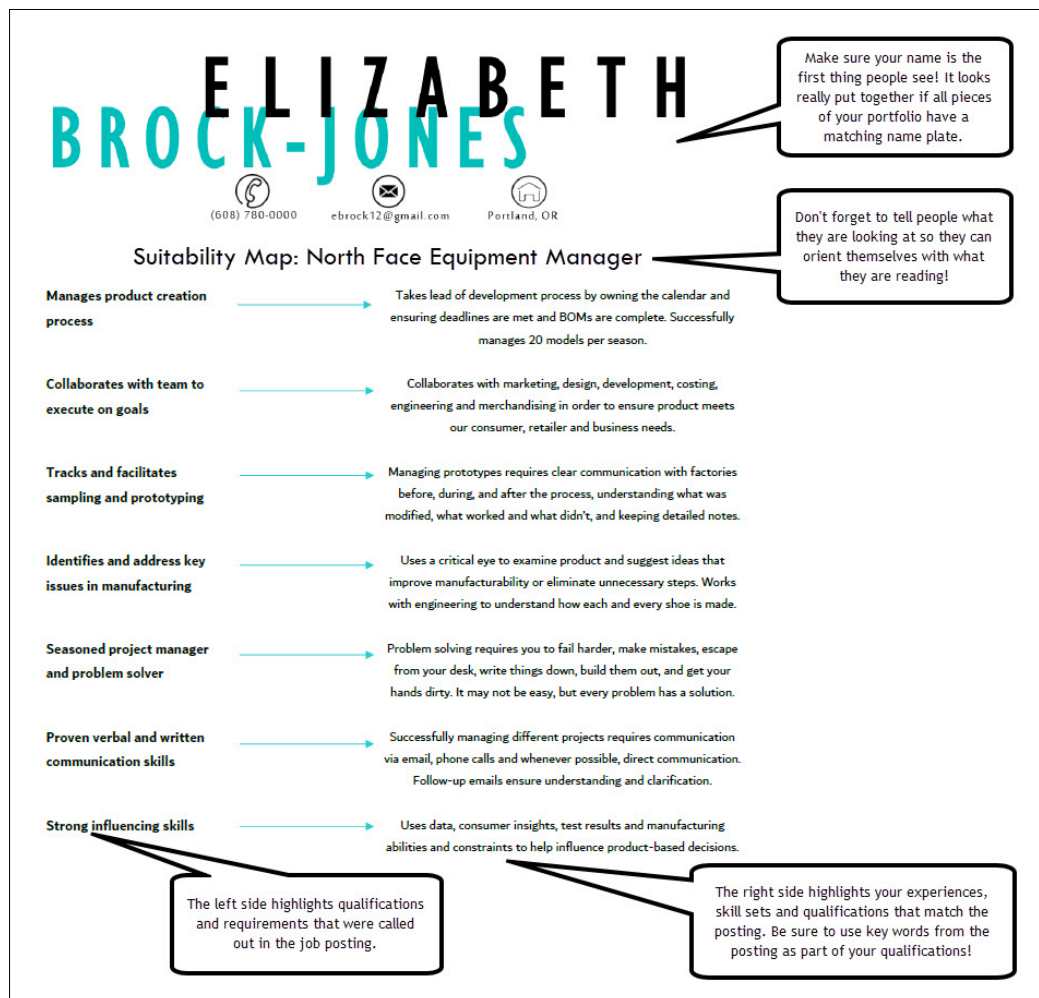 ELIZABETH
BROCK-JONES
(608) 780-0000 ebrock12@gmail.com Portland, OR
Make sure your name is the
first thing people see! It looks
really put together if all pieces
of your portfolio have a
matching name plate.
Suitability Map: North Face Equipment Manager
Don't forget to tell people what
they are looking at so they can
orient themselves with what
they are reading!
Manages product creation
process
Takes lead of development process by owning the calendar and
ensuring deadlines are met and BOMs are complete. Successfully
manages 20 models per season.
Collaborates with team to
execute on goals
Collaborates with marketing, design, development, costing,
engineering and merchandising in order to ensure product meets
our consumer, retailer and business needs.
Tracks and facilitates
sampling and prototyping
Managing prototypes requires clear communication with factories
before, during, and after the process, understanding what was
modified, what worked and what didn't, and keeping detailed notes.
Identifies and address key
issues in manufacturing
Uses a critical eye to examine product and suggest ideas that
improve manufacturability or eliminate unnecessary steps. Works
with engineering to understand how each and every shoe is made.
Seasoned project manager
and problem solver
Problem solving requires you to fail harder, make mistakes, escape
from your desk, write things down, build them out, and get your
hands dirty. It may not be easy, but every problem has a solution.
Proven verbal and written
communication skills
Successfully managing different projects requires communication
via email, phone calls and whenever possible, direct communication.
Follow-up emails ensure understanding and clarification.
Strong influencing skills
Uses data, consumer insights, test results and manufacturing
abilities and constraints to help influence product-based decisions.
The left side highlights qualifications
and requirements that were called
out in the job posting.
The right side highlights your experiences,
skill sets and qualifications that match the
posting. Be sure to use key words from the
posting as part of your qualifications!